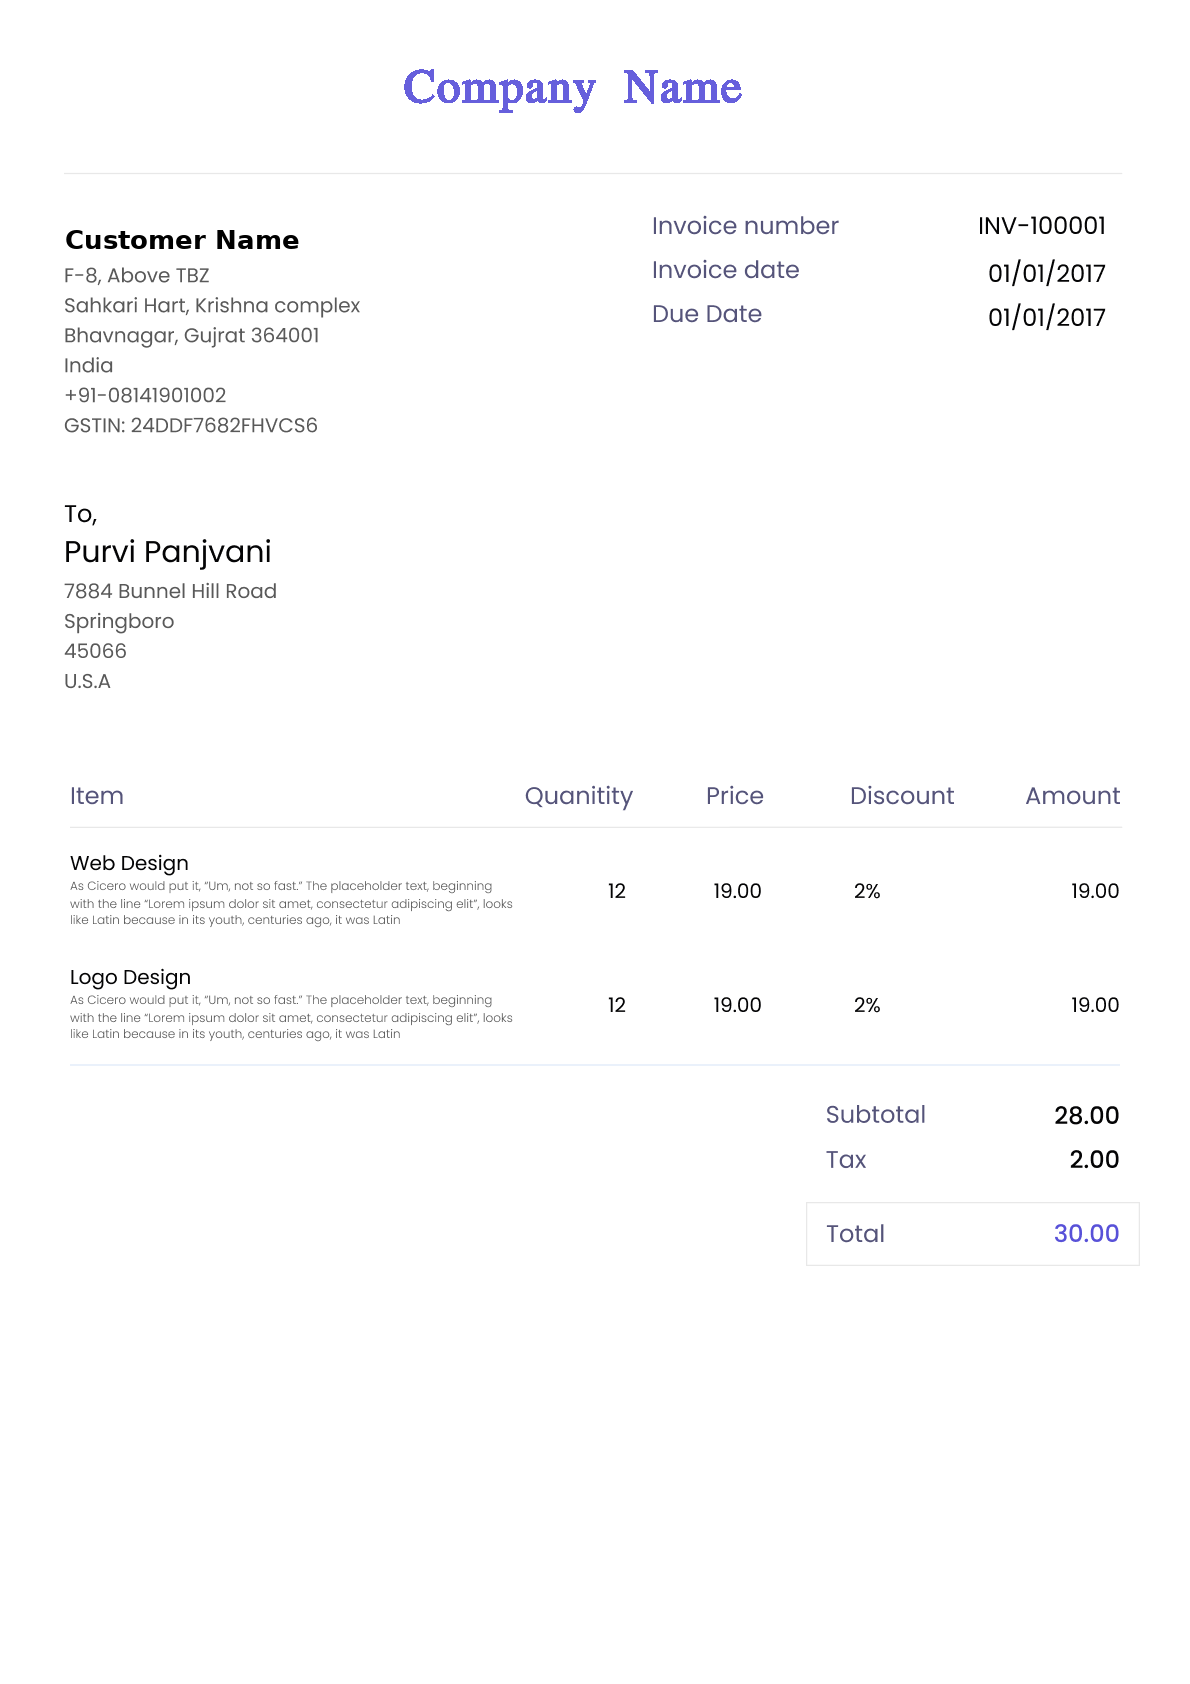 Company Name
Customer Name
F-8, Above TBZ
Sahkari Hart, Krishna complex
Bhavnagar, Gujrat 364001
India
+91-08141901002
GSTIN: 24DDF7682FHVCS6
Invoice number INV-100001
Invoice date 01/01/2017
Due Date 01/01/2017
To,
Purvi Panjvani
7884 Bunnel Hill Road
Springboro
45066
U.S.A
Item Quanitity Price Discount Amount
Web Design
As Cicero would put it, “Um, not so fast.” The placeholder text, beginning
with the line “Lorem ipsum dolor sit amet, consectetur adipiscing elit”, looks
like Latin because in its youth, centuries ago, it was Latin
12 19.00 2% 19.00
Logo Design
As Cicero would put it, “Um, not so fast.” The placeholder text, beginning
with the line “Lorem ipsum dolor sit amet, consectetur adipiscing elit”, looks
like Latin because in its youth, centuries ago, it was Latin
12 19.00 2% 19.00
Subtotal 28.00
Tax 2.00
Total 30.00